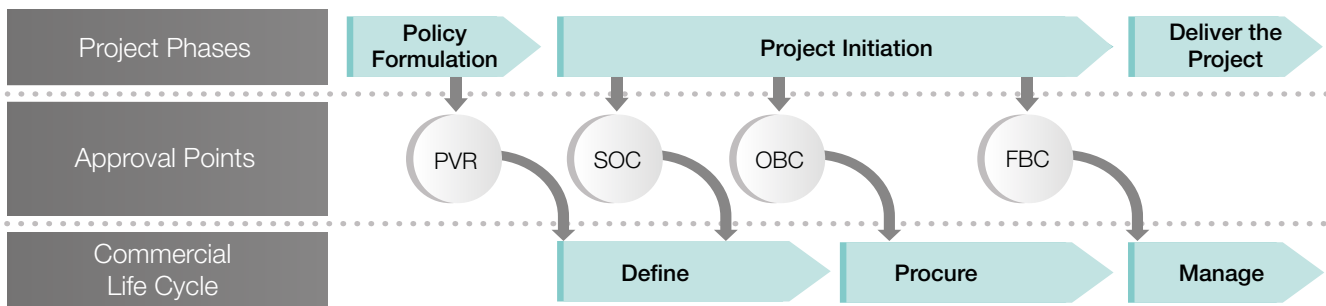 Project Phases
Policy
Formulation
Project Initiation
Deliver the
Project
Approval Points
PVR
SOC
OBC
FBC
Commercial
Life Cycle
Define
Procure
Manage